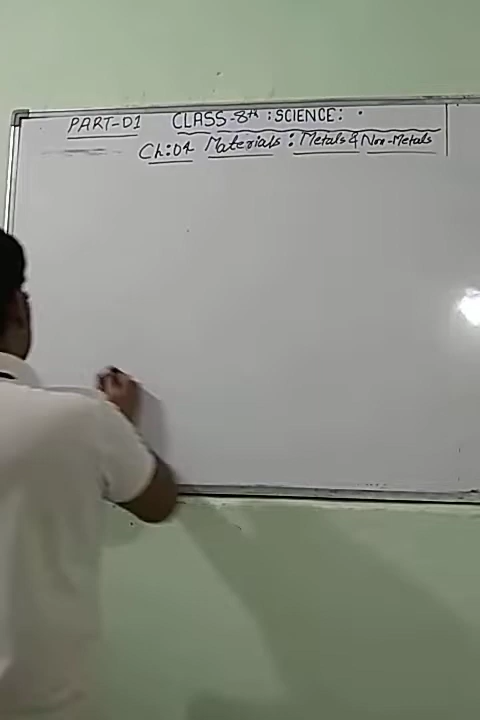 PART-01 CLASS-8th :SCIENCE:
Ch:04 Materials : Metals & Non-Metals